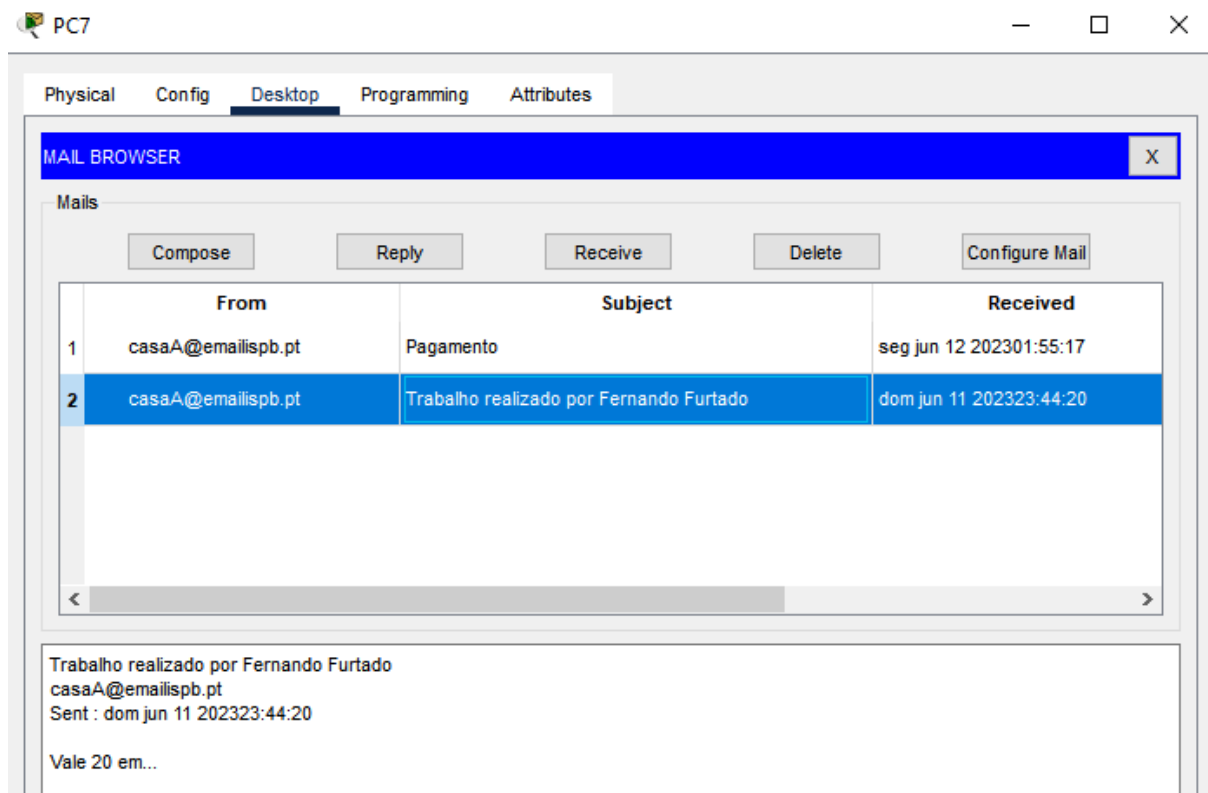 PC7
Physical Config Desktop Programming Attributes
MAIL BROWSER X
Mails
Compose Reply Receive Delete Configure Mail
From Subject Received
1 casaA@emailispb.pt Pagamento seg jun 12 202301:55:17
2 casaA@emailispb.pt Trabalho realizado por Fernando Furtado dom jun 11 202323:44:20
Trabalho realizado por Fernando Furtado
casaA@emailispb.pt
Sent : dom jun 11 202323:44:20
Vale 20 em...